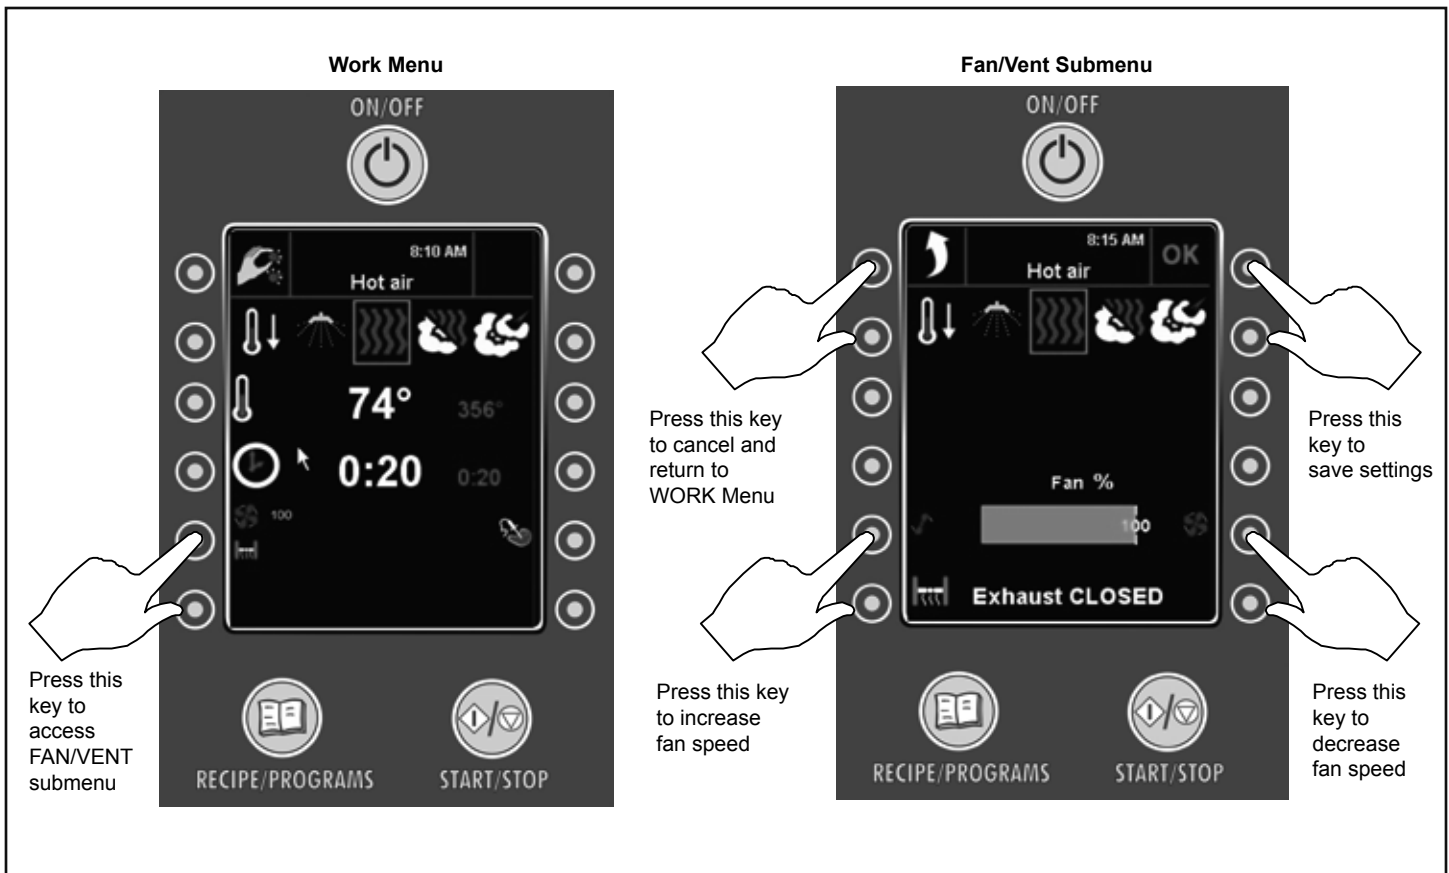 Work Menu
ON/OFF
8:10 AM
Hot air
74° 356°
0:20 0:20
100
Press this
key to
access
FAN/VENT
submenu
RECIPE/PROGRAMS START/STOP
Fan/Vent Submenu
ON/OFF
8:15 AM
OK
Hot air
Press this key
to cancel and
return to
WORK Menu
Press this
key to
save settings
Fan %
100
Exhaust CLOSED
Press this key
to increase
fan speed
Press this
key to
decrease
fan speed
RECIPE/PROGRAMS START/STOP